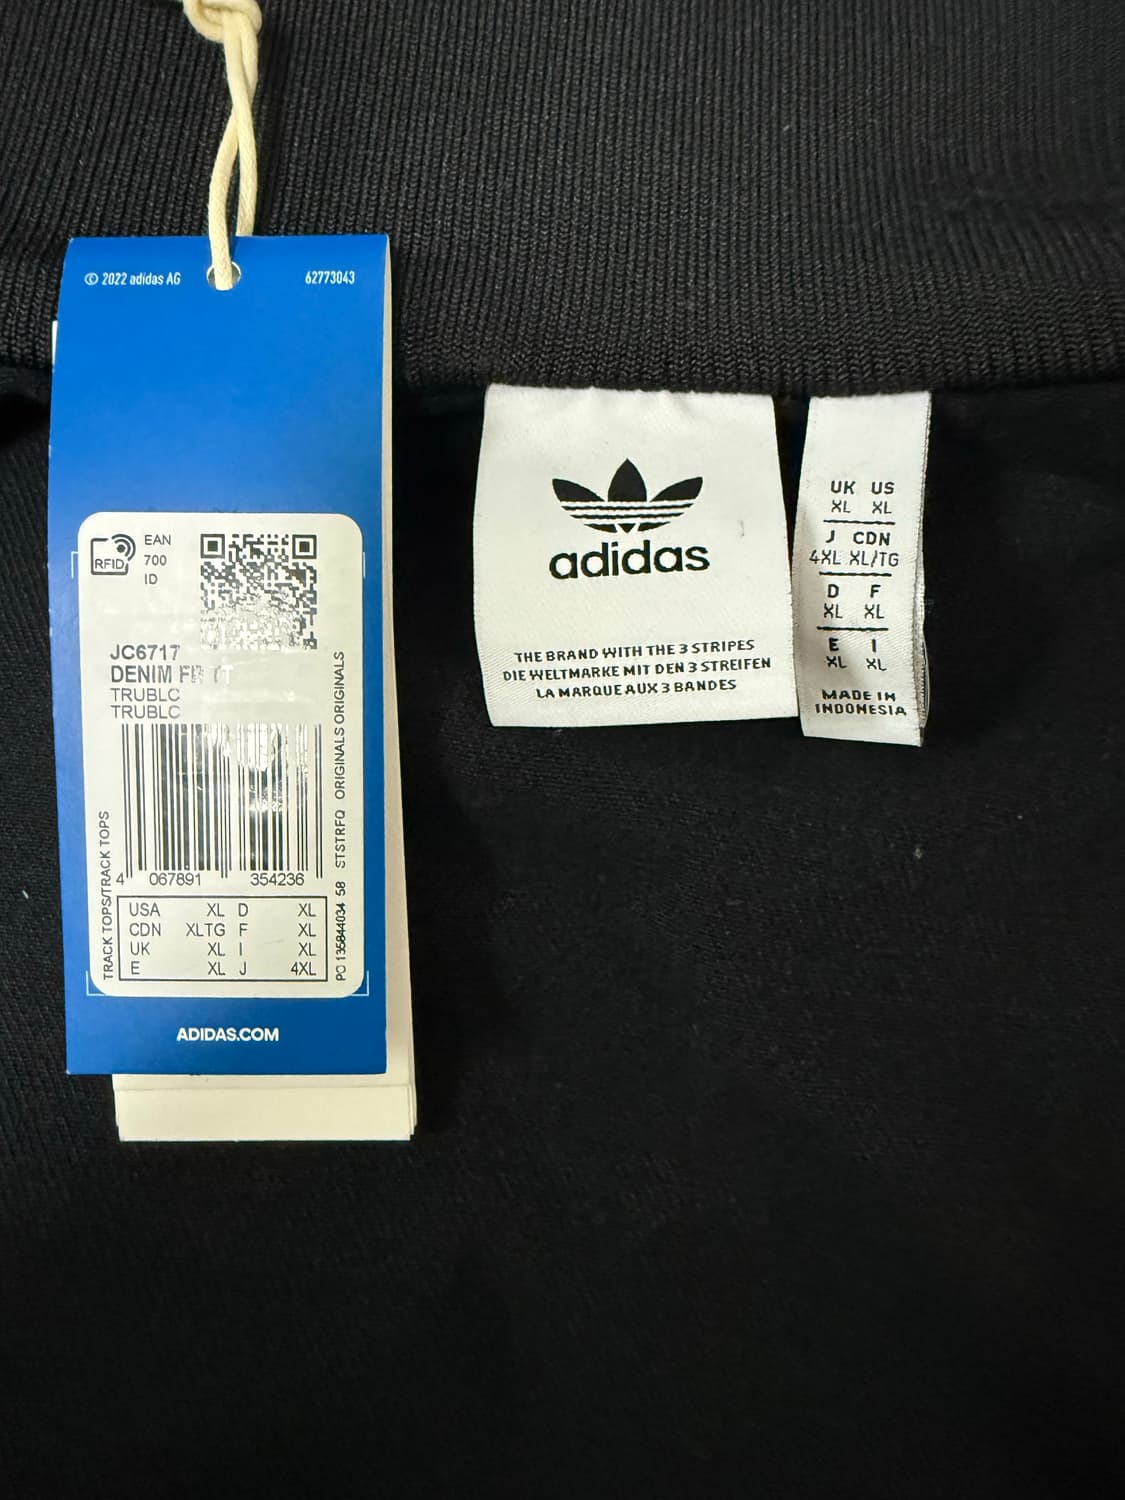 © 2022 adidas AG 62773043
RFID
EAN
700
ID
JC6717
DENIM FB TT
TRUBLC
TRUBLC
TRACK TOPS/TRACK TOPS
PO 135844034 58 STSTRFQ ORIGINALS ORIGINALS
4 067891 354236
USA XL D XL
CDN XLTG F XL
UK XL I XL
E XL J 4XL
ADIDAS.COM
adidas
THE BRAND WITH THE 3 STRIPES
DIE WELTMARKE MIT DEN 3 STREIFEN
LA MARQUE AUX 3 BANDES
UK US
XL XL
J CDN
4XL XL/TG
D F
XL XL
E I
XL XL
MADE IN
INDONESIA